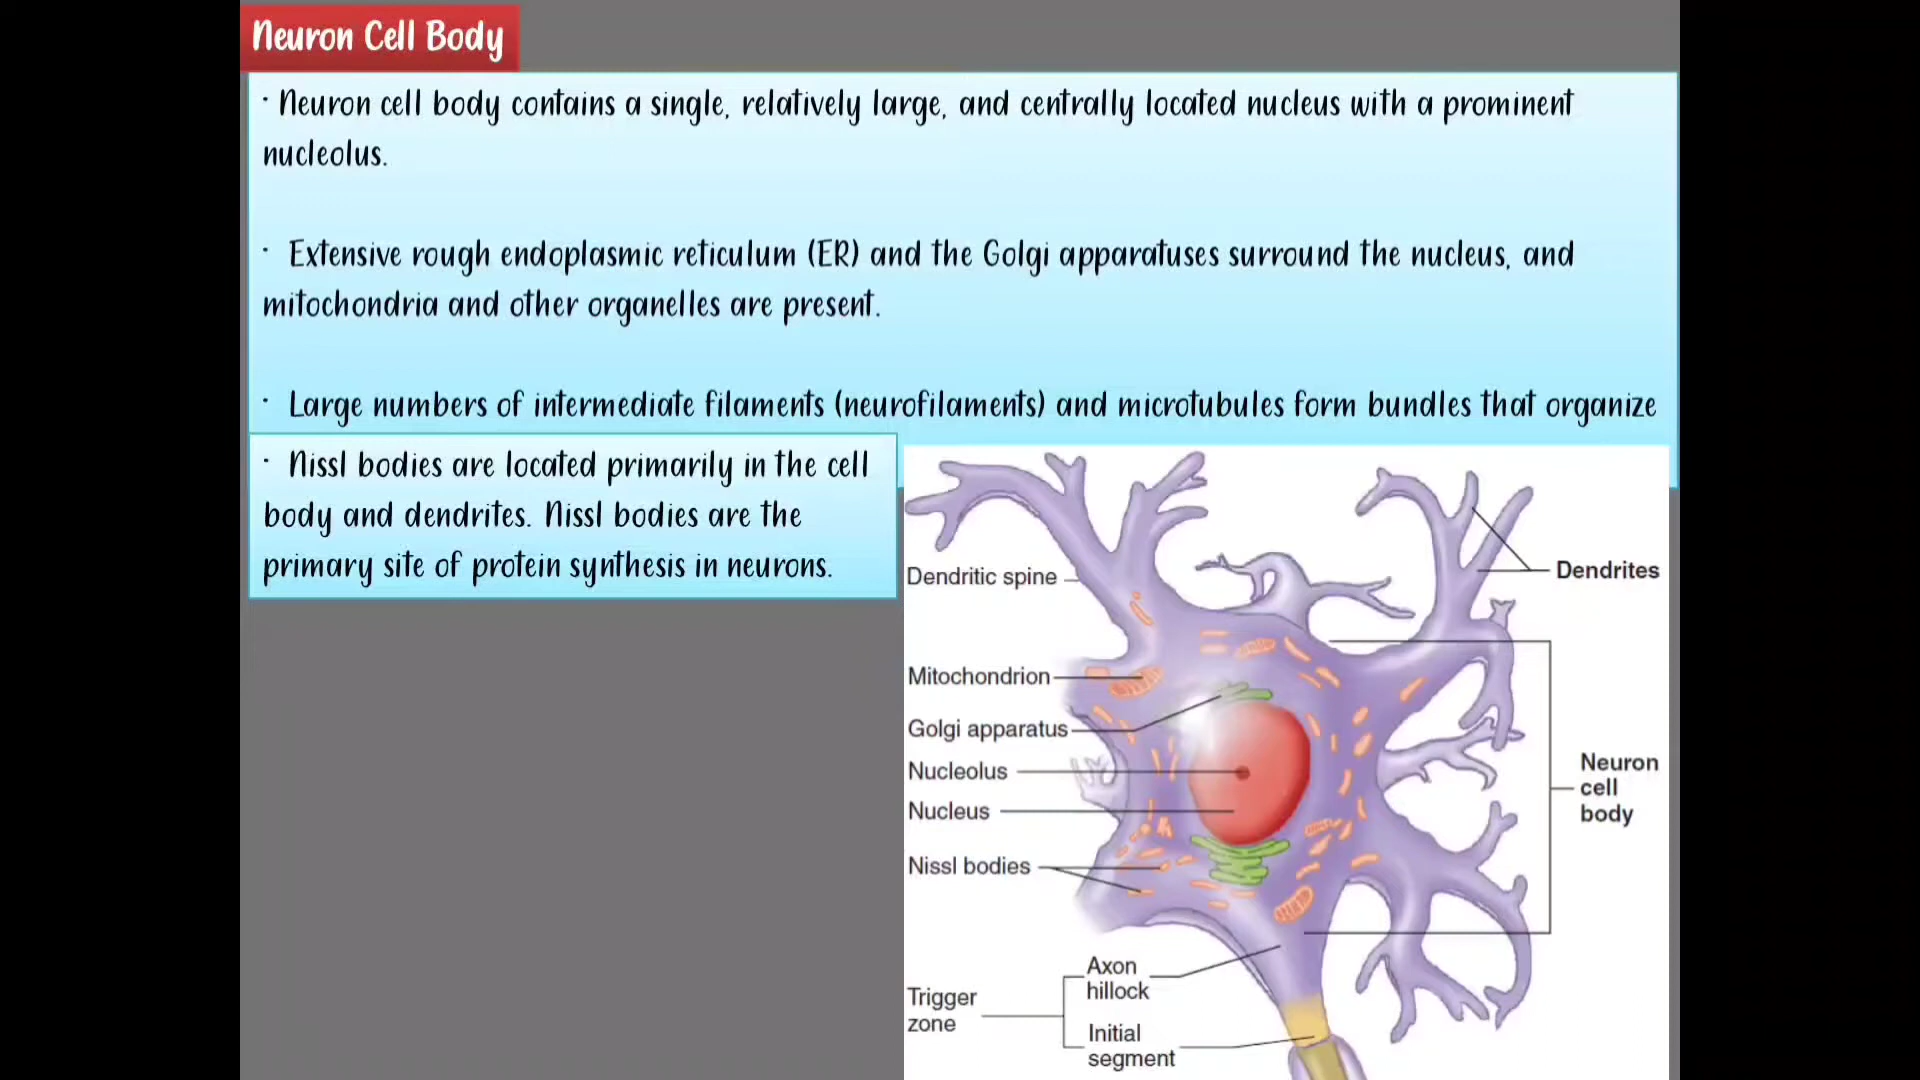 Neuron Cell Body
· Neuron cell body contains a single, relatively large, and centrally located nucleus with a prominent
nucleolus.
· Extensive rough endoplasmic reticulum (ER) and the Golgi apparatuses surround the nucleus, and
mitochondria and other organelles are present.
· Large numbers of intermediate filaments (neurofilaments) and microtubules form bundles that organize
· Nissl bodies are located primarily in the cell
body and dendrites. Nissl bodies are the
primary site of protein synthesis in neurons.
Dendritic spine
Dendrites
Mitochondrion
Golgi apparatus
Nucleolus
Nucleus
Nissl bodies
Neuron
cell
body
Trigger
zone
Axon
hillock
Initial
segment